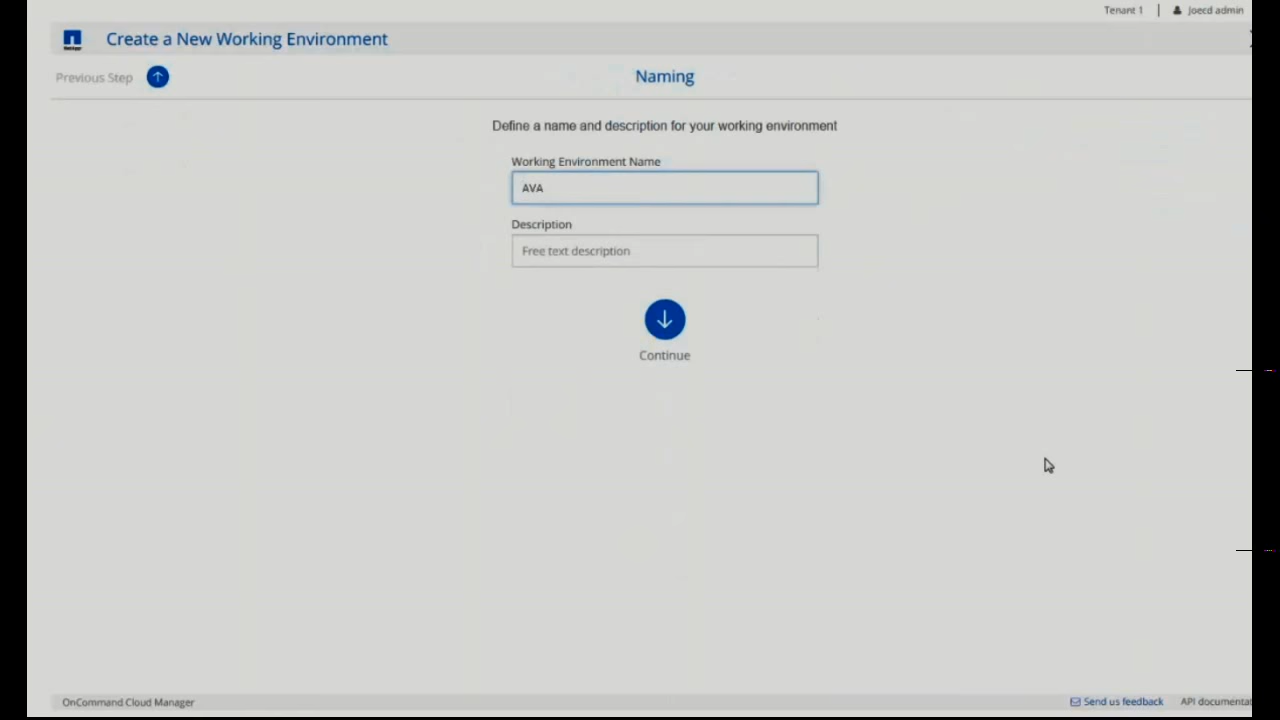 Tenant 1 | Joecd admin
NetApp
Create a New Working Environment
Previous Step
Naming
Define a name and description for your working environment
Working Environment Name
AVA
Description
Free text description
Continue
OnCommand Cloud Manager
Send us feedback
API documentat